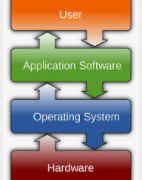 User
Application Software
Operating System
Hardware